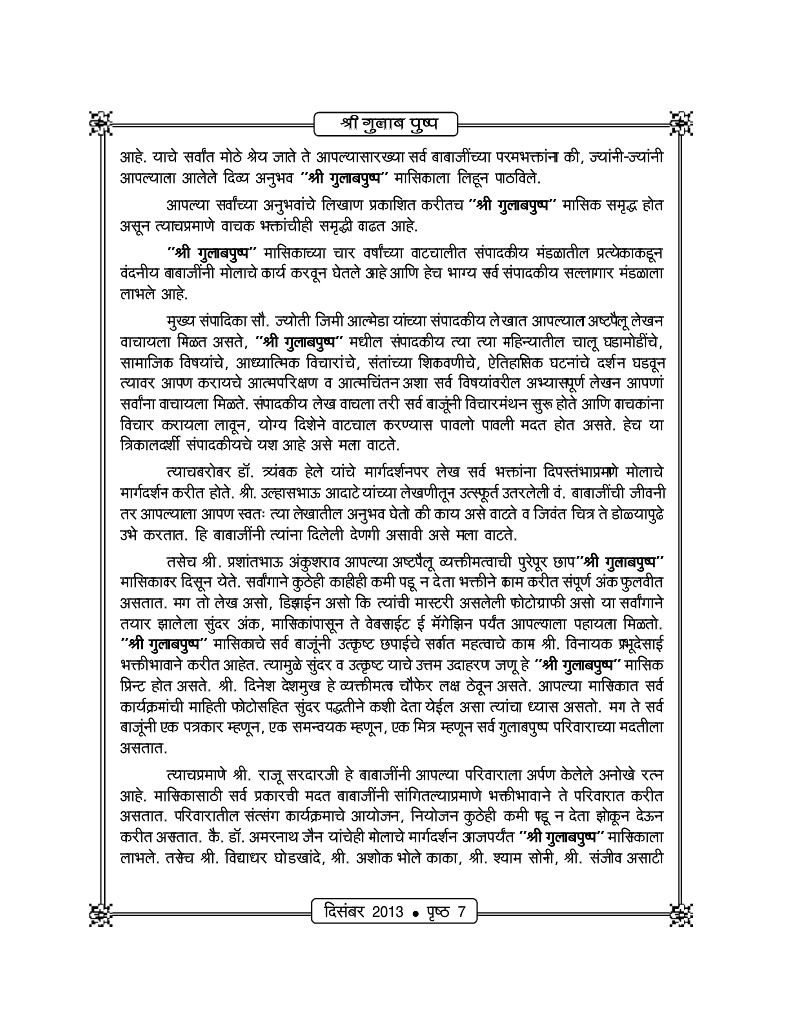 श्री गुलाब पुष्प
आहे. याचे सर्वांत मोठे श्रेय जाते ते आपल्यासारख्या सर्व बाबाजींच्या परमभक्तांना की, ज्यांनी-ज्यांनी
आपल्याला आलेले दिव्य अनुभव "श्री गुलाबपुष्प" मासिकाला लिहून पाठविले.
आपल्या सर्वांच्या अनुभवांचे लिखाण प्रकाशित करीतच "श्री गुलाबपुष्प" मासिक समृद्ध होत
असून त्याचप्रमाणे वाचक भक्तांचीही समृद्धी वाढत आहे.
"श्री गुलाबपुष्प" मासिकाच्या चार वर्षांच्या वाटचालीत संपादकीय मंडळातील प्रत्येकाकडून
वंदनीय बाबाजींनी मोलाचे कार्य करवून घेतले आहे आणि हेच भाग्य सर्व संपादकीय सल्लागार मंडळाला
लाभले आहे.
मुख्य संपादिका सौ. ज्योती जिमी आल्मेडा यांच्या संपादकीय लेखात आपल्याला अष्टपैलू लेखन
वाचायला मिळत असते, "श्री गुलाबपुष्प" मधील संपादकीय त्या त्या महिन्यातील चालू घडामोडींचे,
सामाजिक विषयांचे, आध्यात्मिक विचारांचे, संतांच्या शिकवणीचे, ऐतिहासिक घटनांचे दर्शन घडवून
त्यावर आपण करायचे आत्मपरिक्षण व आत्मचिंतन अशा सर्व विषयांवरील अभ्यासपूर्ण लेखन आपणां
सर्वांना वाचायला मिळते. संपादकीय लेख वाचला तरी सर्व बाजूंनी विचारमंथन सुरू होते आणि वाचकांना
विचार करायला लावून, योग्य दिशेने वाटचाल करण्यास पावलो पावली मदत होत असते. हेच या
त्रिकालदर्शी संपादकीयचे यश आहे असे मला वाटते.
त्याचबरोबर डॉ. त्र्यंबक हेले यांचे मार्गदर्शनपर लेख सर्व भक्तांना दिपस्तंभाप्रमाणे मोलाचे
मार्गदर्शन करीत होते. श्री. उल्हासभाऊ आदाटे यांच्या लेखणीतून उत्स्फूर्त उतरलेली वं. बाबाजींची जीवनी
तर आपल्याला आपण स्वतः त्या लेखातील अनुभव घेतो की काय असे वाटते व जिवंत चित्र ते डोळ्यापुढे
उभे करतात. हि बाबाजींनी त्यांना दिलेली देणगी असावी असे मला वाटते.
तसेच श्री. प्रशांतभाऊ अंकुशराव आपल्या अष्टपैलू व्यक्तीमत्वाची पुरेपूर छाप"श्री गुलाबपुष्प"
मासिकावर दिसून येते. सर्वांगाने कुठेही काहीही कमी पडू न देता भक्तीने काम करीत संपूर्ण अंक फुलवीत
असतात. मग तो लेख असो, डिझाईन असो कि त्यांची मास्टरी असलेली फोटोग्राफी असो या सर्वांगाने
तयार झालेला सुंदर अंक, मासिकांपासून ते वेबसाईट ई मॅगेझिन पर्यंत आपल्याला पहायला मिळतो.
"श्री गुलाबपुष्प" मासिकाचे सर्व बाजूंनी उत्कृष्ट छपाईचे सर्वात महत्वाचे काम श्री. विनायक प्रभूदेसाई
भक्तीभावाने करीत आहेत. त्यामुळे सुंदर व उत्कृष्ट याचे उत्तम उदाहरण जणू हे "श्री गुलाबपुष्प" मासिक
प्रिन्ट होत असते. श्री. दिनेश देशमुख हे व्यक्तीमत्व चौफेर लक्ष ठेवून असते. आपल्या मासिकात सर्व
कार्यक्रमांची माहिती फोटोसहित सुंदर पद्धतीने कशी देता येईल असा त्यांचा ध्यास असतो. मग ते सर्व
बाजूंनी एक पत्रकार म्हणून, एक समन्वयक म्हणून, एक मित्र म्हणून सर्व गुलाबपुष्प परिवाराच्या मदतीला
असतात.
त्याचप्रमाणे श्री. राजू सरदारजी हे बाबाजींनी आपल्या परिवाराला अर्पण केलेले अनोखे रत्न
आहे. मासिकासाठी सर्व प्रकारची मदत बाबाजींनी सांगितल्याप्रमाणे भक्तीभावाने ते परिवारात करीत
असतात. परिवारातील संत्संग कार्यक्रमाचे आयोजन, नियोजन कुठेही कमी पडू न देता झोकून देऊन
करीत असतात. कै. डॉ. अमरनाथ जैन यांचेही मोलाचे मार्गदर्शन आजपर्यंत "श्री गुलाबपुष्प" मासिकाला
लाभले. तसेच श्री. विद्याधर घोडखांदे, श्री. अशोक भोले काका, श्री. श्याम सोनी, श्री. संजीव असाटी
दिसंबर 2013 ● पृष्ठ 7